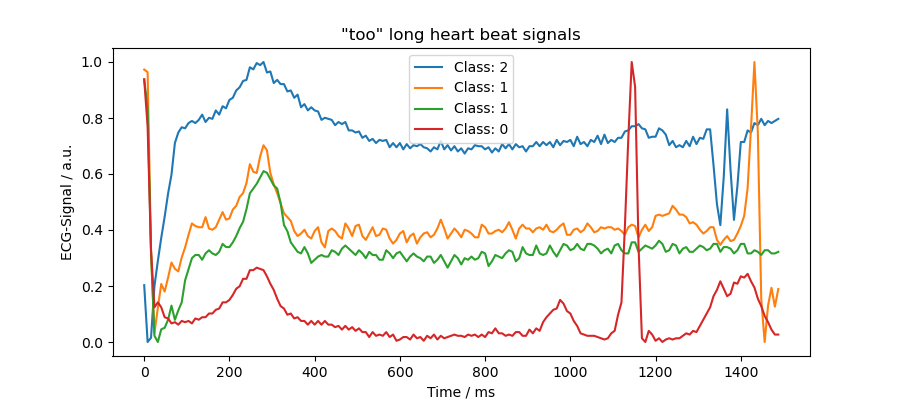 "too" long heart beat signals
Class: 2
Class: 1
Class: 1
Class: 0
ECG-Signal / a.u.
1.0
0.8
0.6
0.4
0.2
0.0
0 200 400 600 800 1000 1200 1400
Time / ms